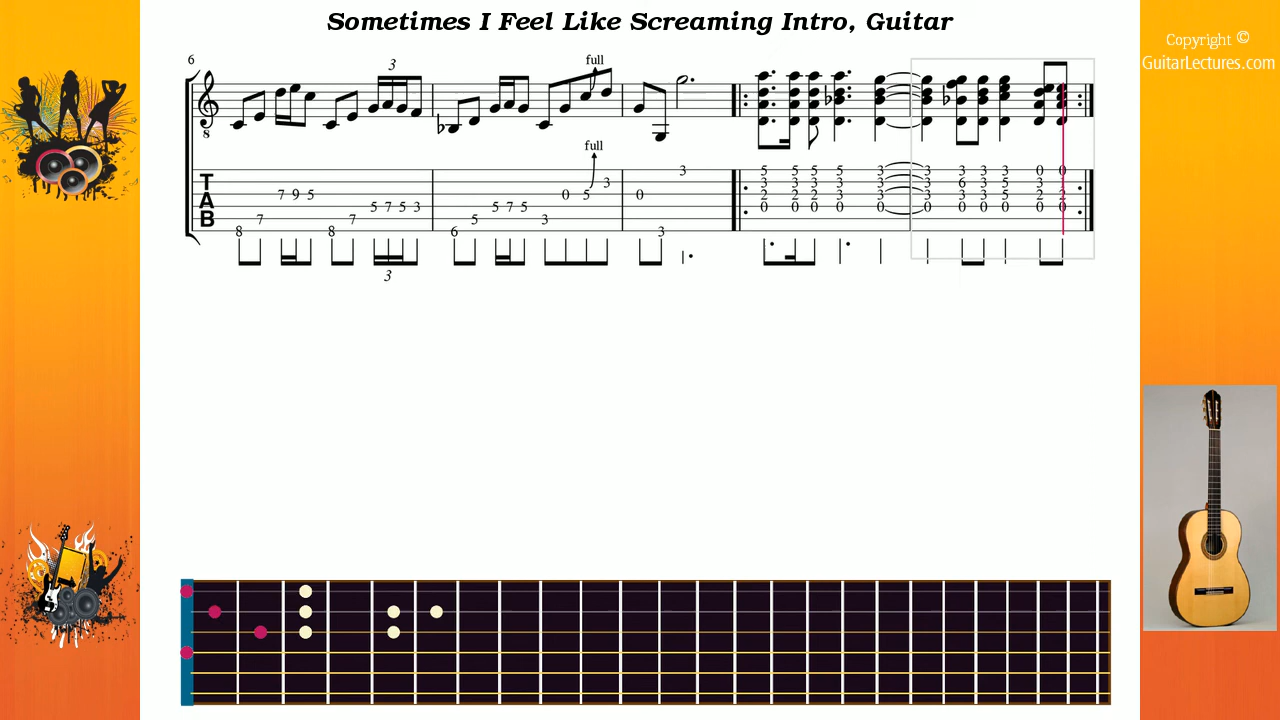 Sometimes I Feel Like Screaming Intro, Guitar
Copyright ©
GuitarLectures.com
6
3
full
8
full
T
A
B
8 7 7 9 5 8 7 5 7 5 3
6 5 5 7 5 3 0 5 3
0 3 3
5 5 5 5 3 3 3 3 3 0 0
3 3 3 3 3 3 6 3 5 3
2 2 2 3 3 3 3 3 5 2 2
0 0 0 0 0 0 0 0 0 0 0
3